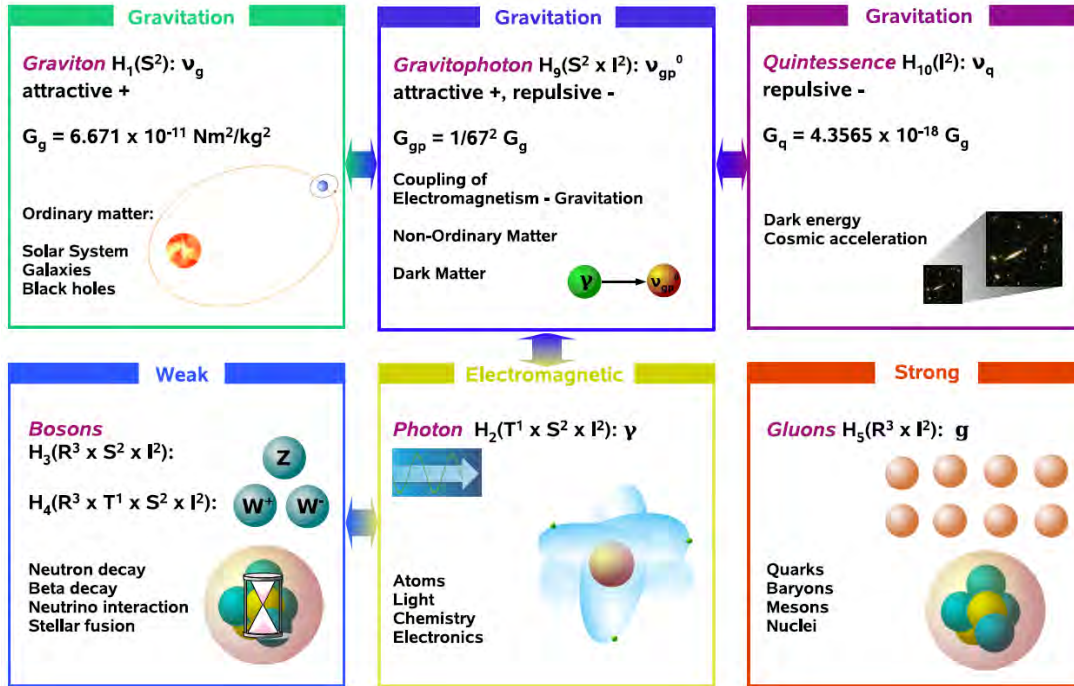 Gravitation
Graviton H₁(S²): νg
attractive +
Gg = 6.671 x 10⁻¹¹ Nm²/kg²
Ordinary matter:
Solar System
Galaxies
Black holes
Gravitation
Gravitophoton H₉(S² x I²): νgp⁰
attractive +, repulsive -
Ggp = 1/67² Gg
Coupling of
Electromagnetism - Gravitation
Non-Ordinary Matter
Dark Matter
γ
νgp⁰
Gravitation
Quintessence H₁₀(I²): νq
repulsive -
Gq = 4.3565 x 10⁻¹⁸ Gg
Dark energy
Cosmic acceleration
Weak
Bosons
H₃(R³ x S² x I²):
Z
H₄(R³ x T¹ x S² x I²):
W⁺ W⁻
Neutron decay
Beta decay
Neutrino interaction
Stellar fusion
Electromagnetic
Photon H₂(T¹ x S² x I²): γ
Atoms
Light
Chemistry
Electronics
Strong
Gluons H₅(R³ x I²): g
Quarks
Baryons
Mesons
Nuclei